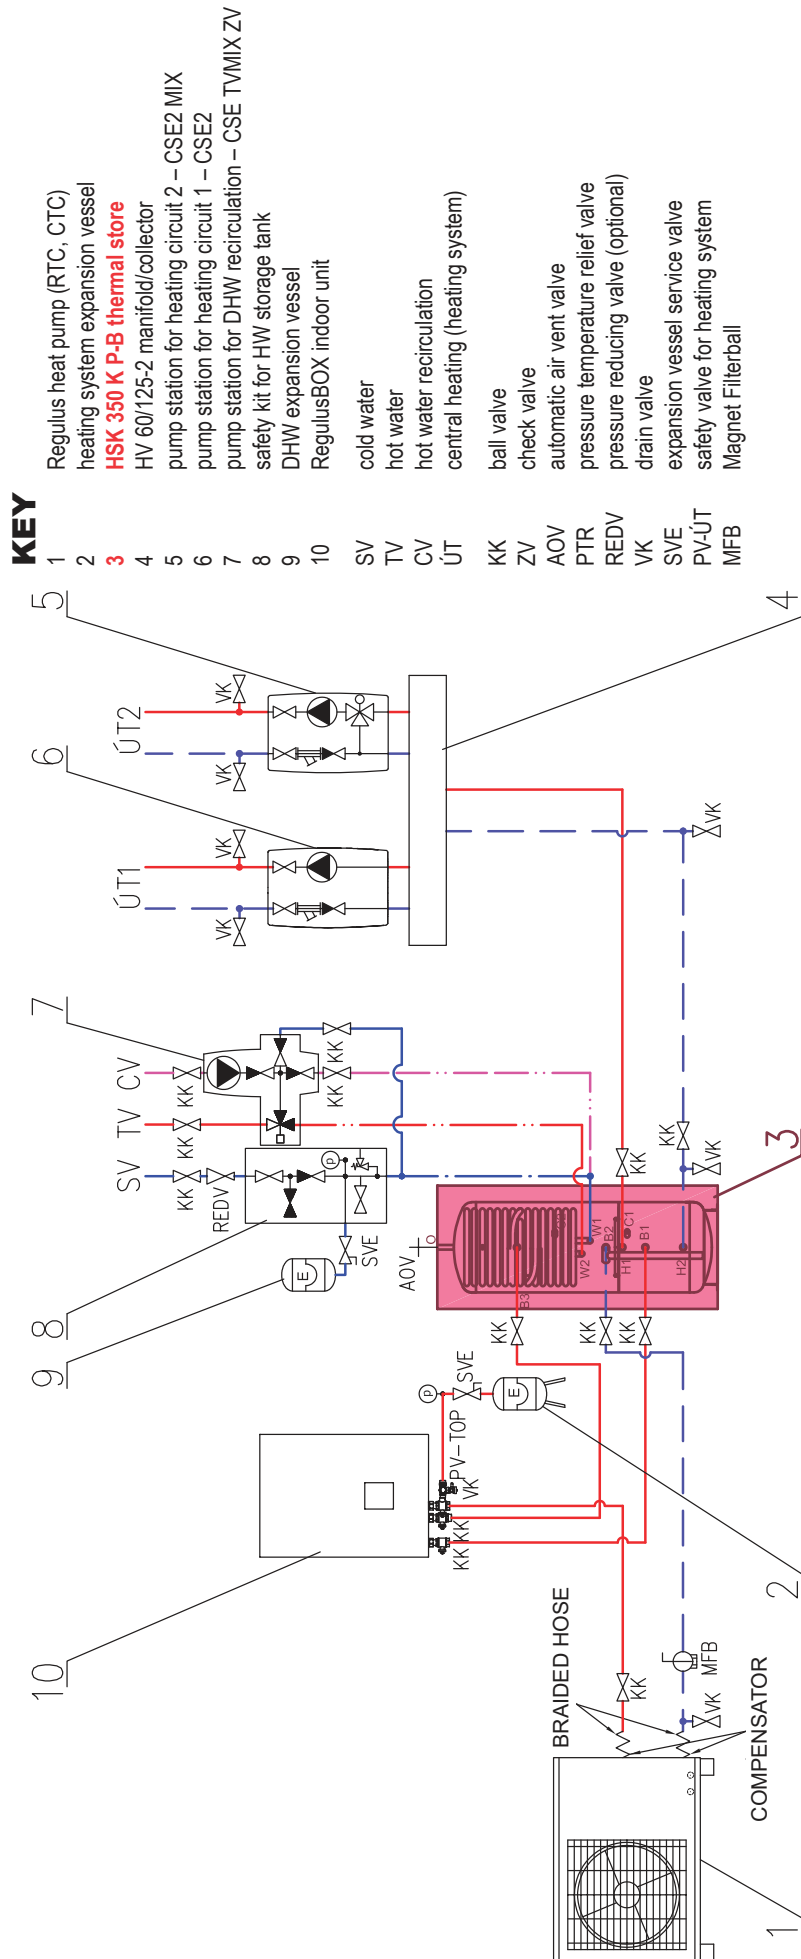 KEY
1 Regulus heat pump (RTC, CTC)
2 heating system expansion vessel
3 HSK 350 K P-B thermal store
4 HV 60/125-2 manifold/collector
5 pump station for heating circuit 2 – CSE2 MIX
6 pump station for heating circuit 1 – CSE2
7 pump station for DHW recirculation – CSE TVMIX ZV
8 safety kit for HW storage tank
9 DHW expansion vessel
10 RegulusBOX indoor unit
SV cold water
TV hot water
CV hot water recirculation
ÚT central heating (heating system)
KK ball valve
ZV check valve
AOV automatic air vent valve
PTR pressure temperature relief valve
REDV pressure reducing valve (optional)
VK drain valve
SVE expansion vessel service valve
PV-ÚT safety valve for heating system
MFB Magnet Filterball
10
9
8
7
6
5
SV
TV
CV
ÚT1
ÚT2
KK
KK
KK
VK
VK
VK
VK
REDV
P
KK
KK
E
SVE
AOV
O
P
SVE
PV-TOP
VK
KK
KK
E
KK
KK
KK
B3
W2
W1
B2
H1
C1
B1
H2
KK
KK
VK
VK
BRAIDED HOSE
KK
MFB
VK
COMPENSATOR
1
2
3
4